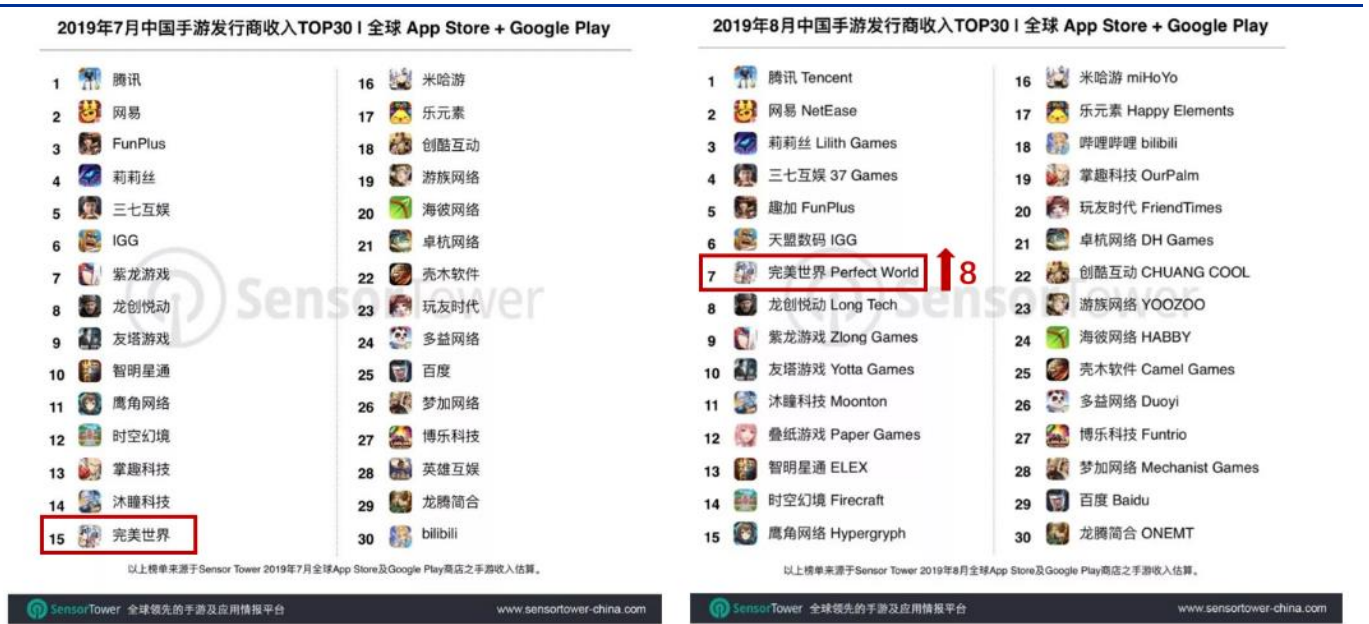 2019年7月中国手游发行商收入TOP30 | 全球 App Store + Google Play
1 腾讯
2 网易
3 FunPlus
4 莉莉丝
5 三七互娱
6 IGG
7 紫龙游戏
8 龙创悦动
9 友塔游戏
10 智明星通
11 鹰角网络
12 时空幻境
13 掌趣科技
14 沐瞳科技
15 完美世界
16 米哈游
17 乐元素
18 创酷互动
19 游族网络
20 海彼网络
21 卓杭网络
22 壳木软件
23 玩友时代
24 多益网络
25 百度
26 梦加网络
27 博乐科技
28 英雄互娱
29 龙腾简合
30 bilibili
SensorTower
以上榜单来源于Sensor Tower 2019年7月全球App Store及Google Play商店之手游收入估算。
SensorTower 全球领先的手游及应用情报平台 www.sensortower-china.com
2019年8月中国手游发行商收入TOP30 | 全球 App Store + Google Play
1 腾讯 Tencent
2 网易 NetEase
3 莉莉丝 Lilith Games
4 三七互娱 37 Games
5 趣加 FunPlus
6 天盟数码 IGG
7 完美世界 Perfect World
8
8 龙创悦动 Long Tech
9 紫龙游戏 Zlong Games
10 友塔游戏 Yotta Games
11 沐瞳科技 Moonton
12 叠纸游戏 Paper Games
13 智明星通 ELEX
14 时空幻境 Firecraft
15 鹰角网络 Hypergryph
16 米哈游 miHoYo
17 乐元素 Happy Elements
18 哔哩哔哩 bilibili
19 掌趣科技 OurPalm
20 玩友时代 FriendTimes
21 卓杭网络 DH Games
22 创酷互动 CHUANG COOL
23 游族网络 YOOZOO
24 海彼网络 HABBY
25 壳木软件 Camel Games
26 多益网络 Duoyi
27 博乐科技 Funtrio
28 梦加网络 Mechanist Games
29 百度 Baidu
30 龙腾简合 ONEMT
SensorTower
以上榜单来源于Sensor Tower 2019年8月全球App Store及Google Play商店之手游收入估算。
SensorTower 全球领先的手游及应用情报平台 www.sensortower-china.com